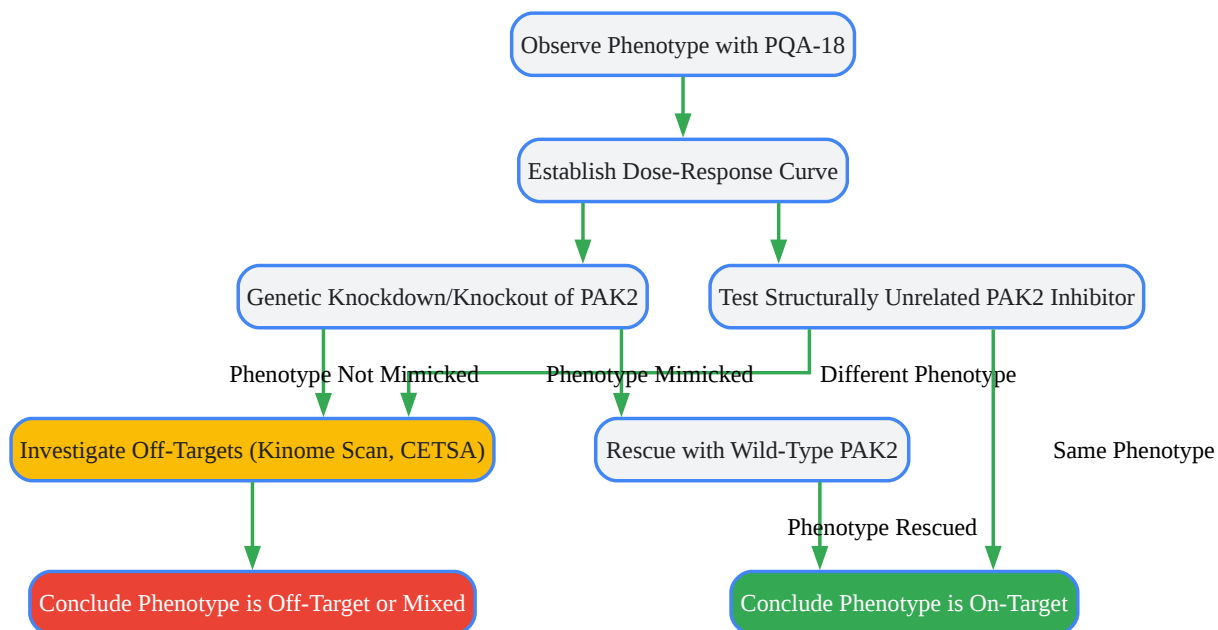 Observe Phenotype with PQA-18
Establish Dose-Response Curve
Genetic Knockdown/Knockout of PAK2
Test Structurally Unrelated PAK2 Inhibitor
Phenotype Not Mimicked
Phenotype Mimicked
Different Phenotype
Investigate Off-Targets (Kinome Scan, CETSA)
Rescue with Wild-Type PAK2
Same Phenotype
Phenotype Rescued
Conclude Phenotype is Off-Target or Mixed
Conclude Phenotype is On-Target